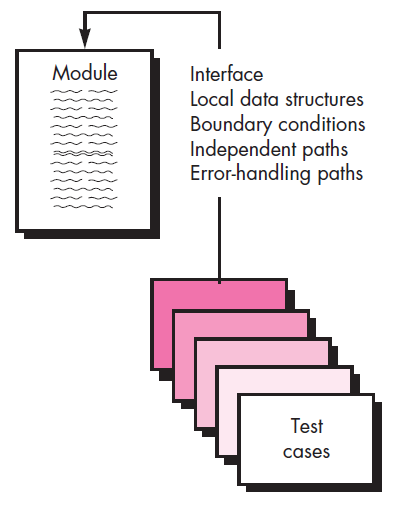 Module
Interface
Local data structures
Boundary conditions
Independent paths
Error-handling paths
Test
cases